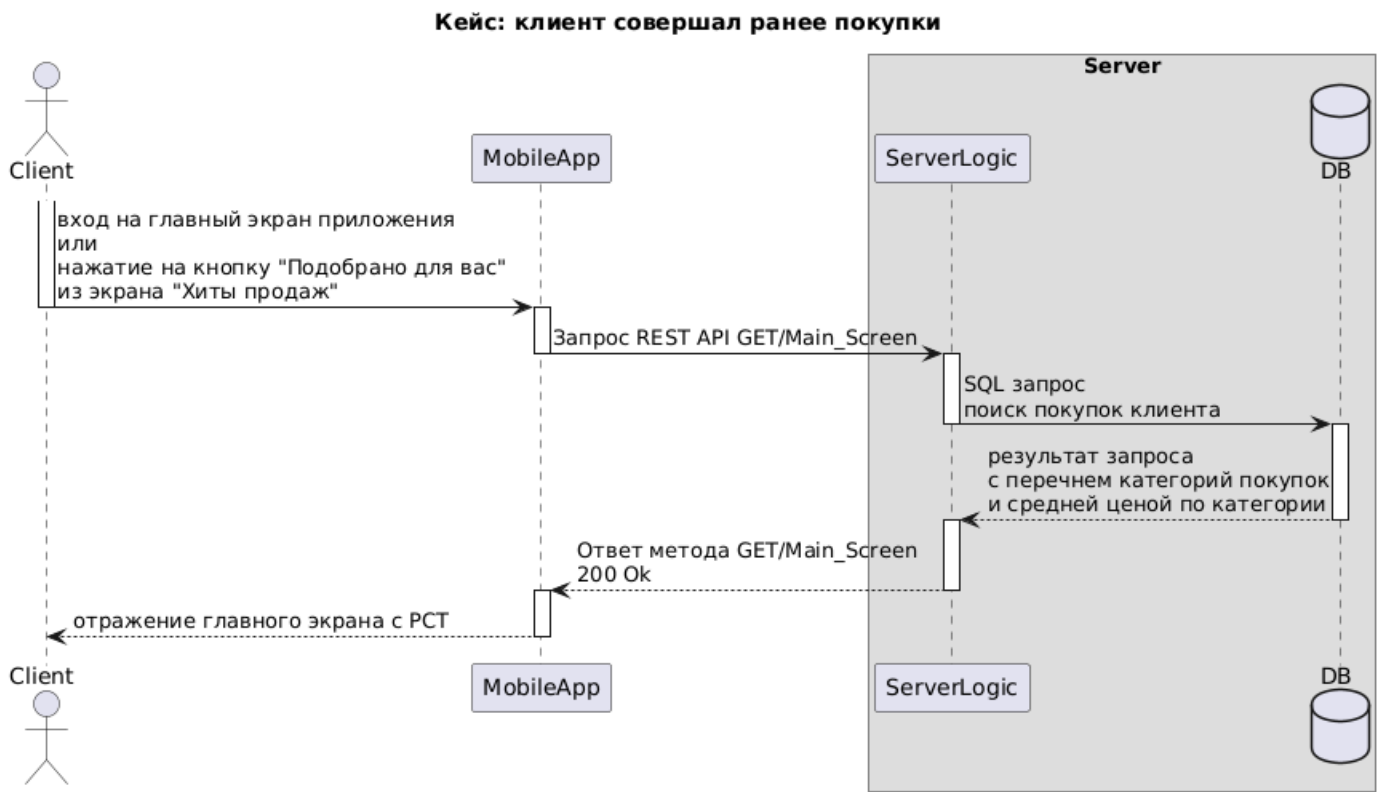 Кейс: клиент совершал ранее покупки
Server
Client
MobileApp
ServerLogic
DB
вход на главный экран приложения
или
нажатие на кнопку "Подобрано для вас"
из экрана "Хиты продаж"
Запрос REST API GET/Main_Screen
SQL запрос
поиск покупок клиента
результат запроса
с перечнем категорий покупок
и средней ценой по категории
Ответ метода GET/Main_Screen
200 Ok
отражение главного экрана с РСТ
Client
MobileApp
ServerLogic
DB